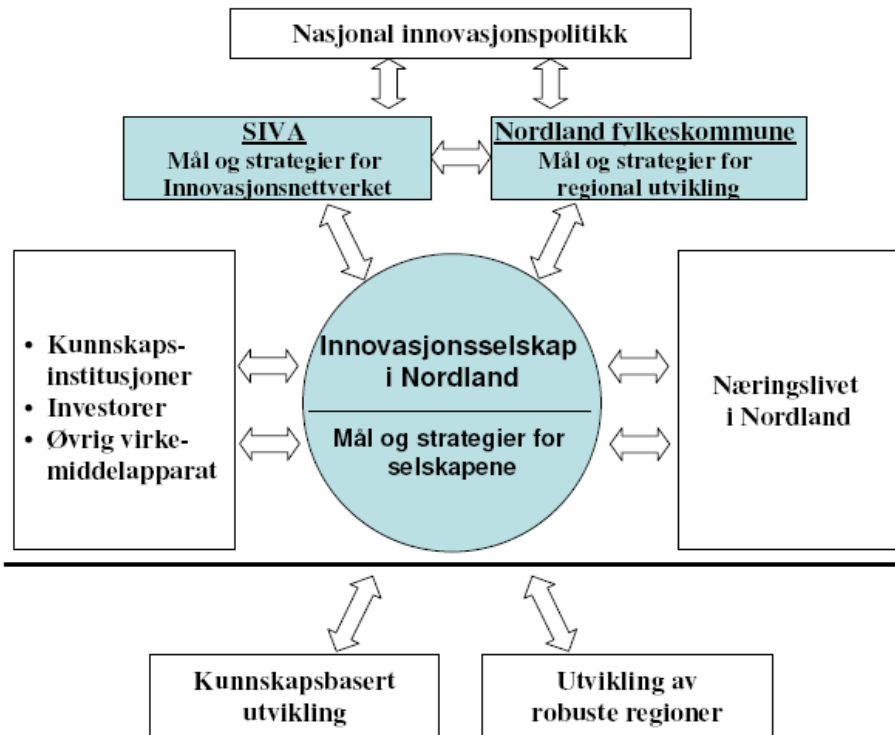 Nasjonal innovasjonspolitikk
SIVA
Mål og strategier for
Innovasjonsnettverket
Nordland fylkeskommune
Mål og strategier for
regional utvikling
• Kunnskaps-
institusjoner
• Investorer
• Øvrig virke-
middelapparat
Innovasjonsselskap
i Nordland
Mål og strategier for
selskapene
Næringslivet
i Nordland
Kunnskapsbasert
utvikling
Utvikling av
robuste regioner